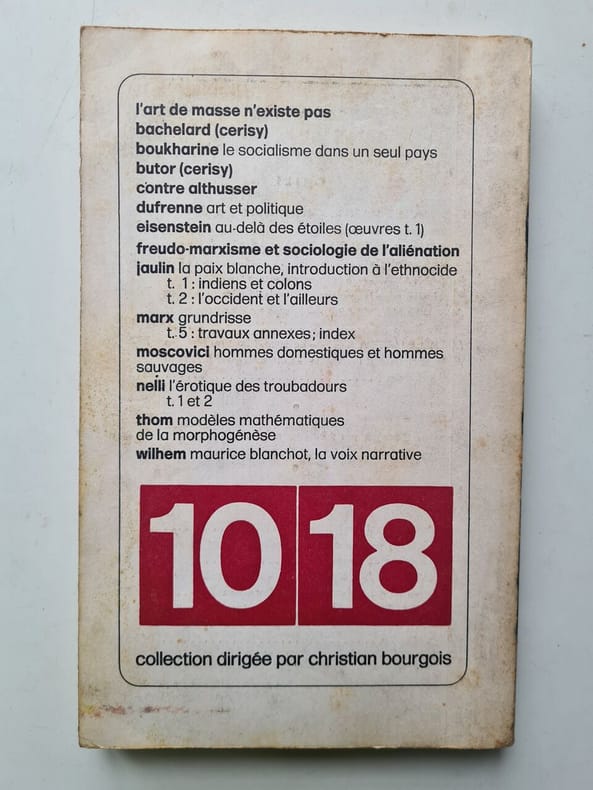 l'art de masse n'existe pas
bachelard (cerisy)
boukharine le socialisme dans un seul pays
butor (cerisy)
contre althusser
dufrenne art et politique
eisenstein au-delà des étoiles (œuvres t. 1)
freudo-marxisme et sociologie de l'aliénation
jaulin la paix blanche, introduction à l'ethnocide
t. 1 : indiens et colons
t. 2 : l'occident et l'ailleurs
marx grundrisse
t. 5 : travaux annexes; index
moscovici hommes domestiques et hommes
sauvages
nelli l'érotique des troubadours
t. 1 et 2
thom modèles mathématiques
de la morphogénèse
wilhem maurice blanchot, la voix narrative
10 18
collection dirigée par christian bourgois